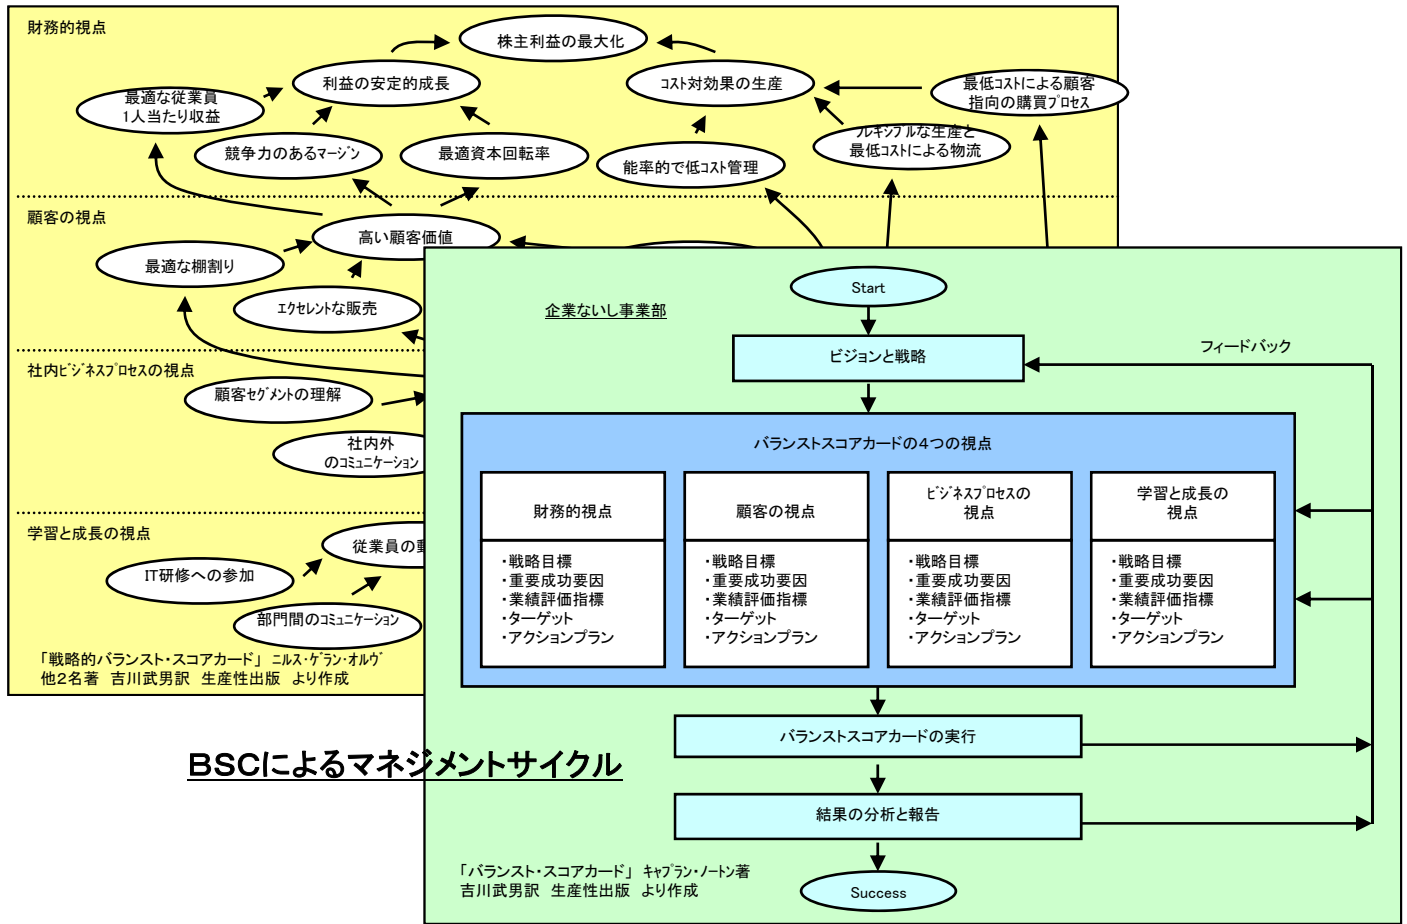 財務的視点
株主利益の最大化
利益の安定的成長
コスト対効果の生産
最適な従業員
1人当たり収益
最低コストによる顧客
指向の購買プロセス
競争力のあるマージン
最適資本回転率
能率的で低コスト管理
フレキシブルな生産と
最低コストによる物流
顧客の視点
高い顧客価値
最適な棚割り
エクセレントな販売
社内ビジネスプロセスの視点
顧客セグメントの理解
社内外
のコミュニケーション
学習と成長の視点
従業員の
IT研修への参加
部門間のコミュニケーション
「戦略的バランスト・スコアカード」 ニルス・ゲラン・オルヴ
他2名著 吉川武男訳 生産性出版 より作成
BSCによるマネジメントサイクル
Start
企業ないし事業部
ビジョンと戦略
フィードバック
バランストスコアカードの4つの視点
財務的視点
・戦略目標
・重要成功要因
・業績評価指標
・ターゲット
・アクションプラン
顧客の視点
・戦略目標
・重要成功要因
・業績評価指標
・ターゲット
・アクションプラン
ビジネスプロセスの
視点
・戦略目標
・重要成功要因
・業績評価指標
・ターゲット
・アクションプラン
学習と成長の
視点
・戦略目標
・重要成功要因
・業績評価指標
・ターゲット
・アクションプラン
バランストスコアカードの実行
結果の分析と報告
Success
「バランスト・スコアカード」 キャプラン・ノートン著
吉川武男訳 生産性出版 より作成